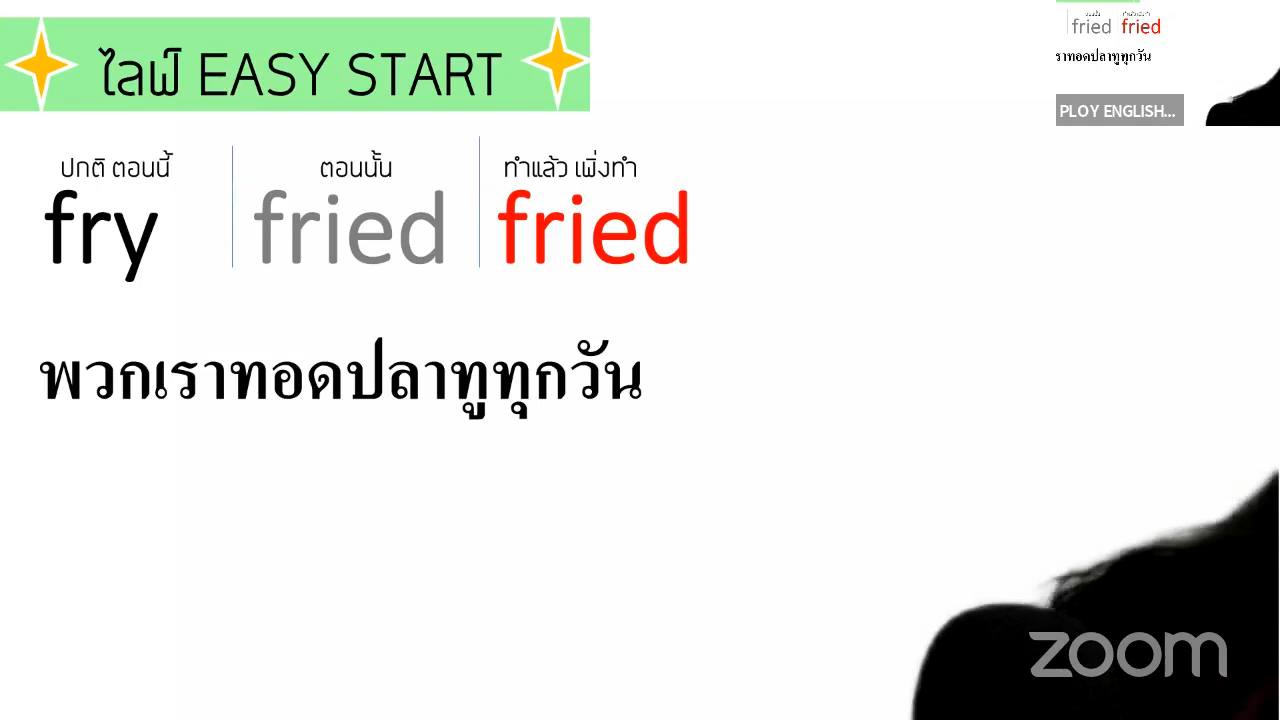 ไลฟ์ EASY START
ปกติ ตอนนี้
ตอนนั้น
ทำแล้ว เพิ่งทำ
fry
fried
fried
พวกเราทอดปลาทูทุกวัน
fried fried
ราทอดปลาทูทุกวัน
PLOY ENGLISH...
zoom